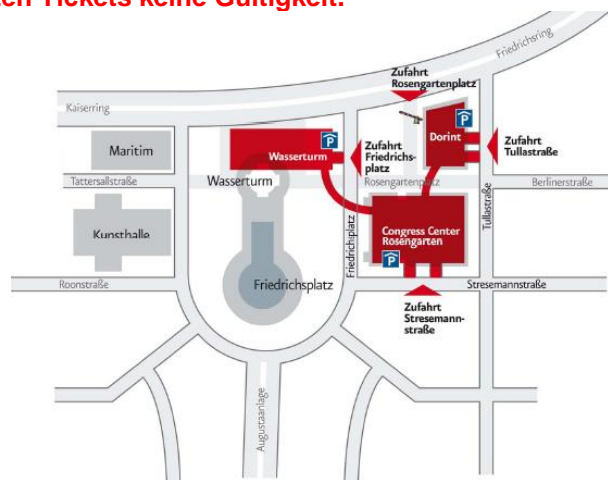 ten Tickets keine Gültigkeit.
Friedrichsring
Zufahrt
Rosengartenplatz
Kaiserring
P
Dorint
P
Zufahrt
Tullastraße
Maritim
Wasserturm
Zufahrt
Friedrichs-
platz
Tattersallstraße
Wasserturm
Rosengartenplatz
Berlinerstraße
Tullastraße
Kunsthalle
Friedrichsplatz
Congress Center
Rosengarten
P
Roonstraße
Friedrichsplatz
Stresemannstraße
Zufahrt
Stresemann-
straße
Augustaanlage